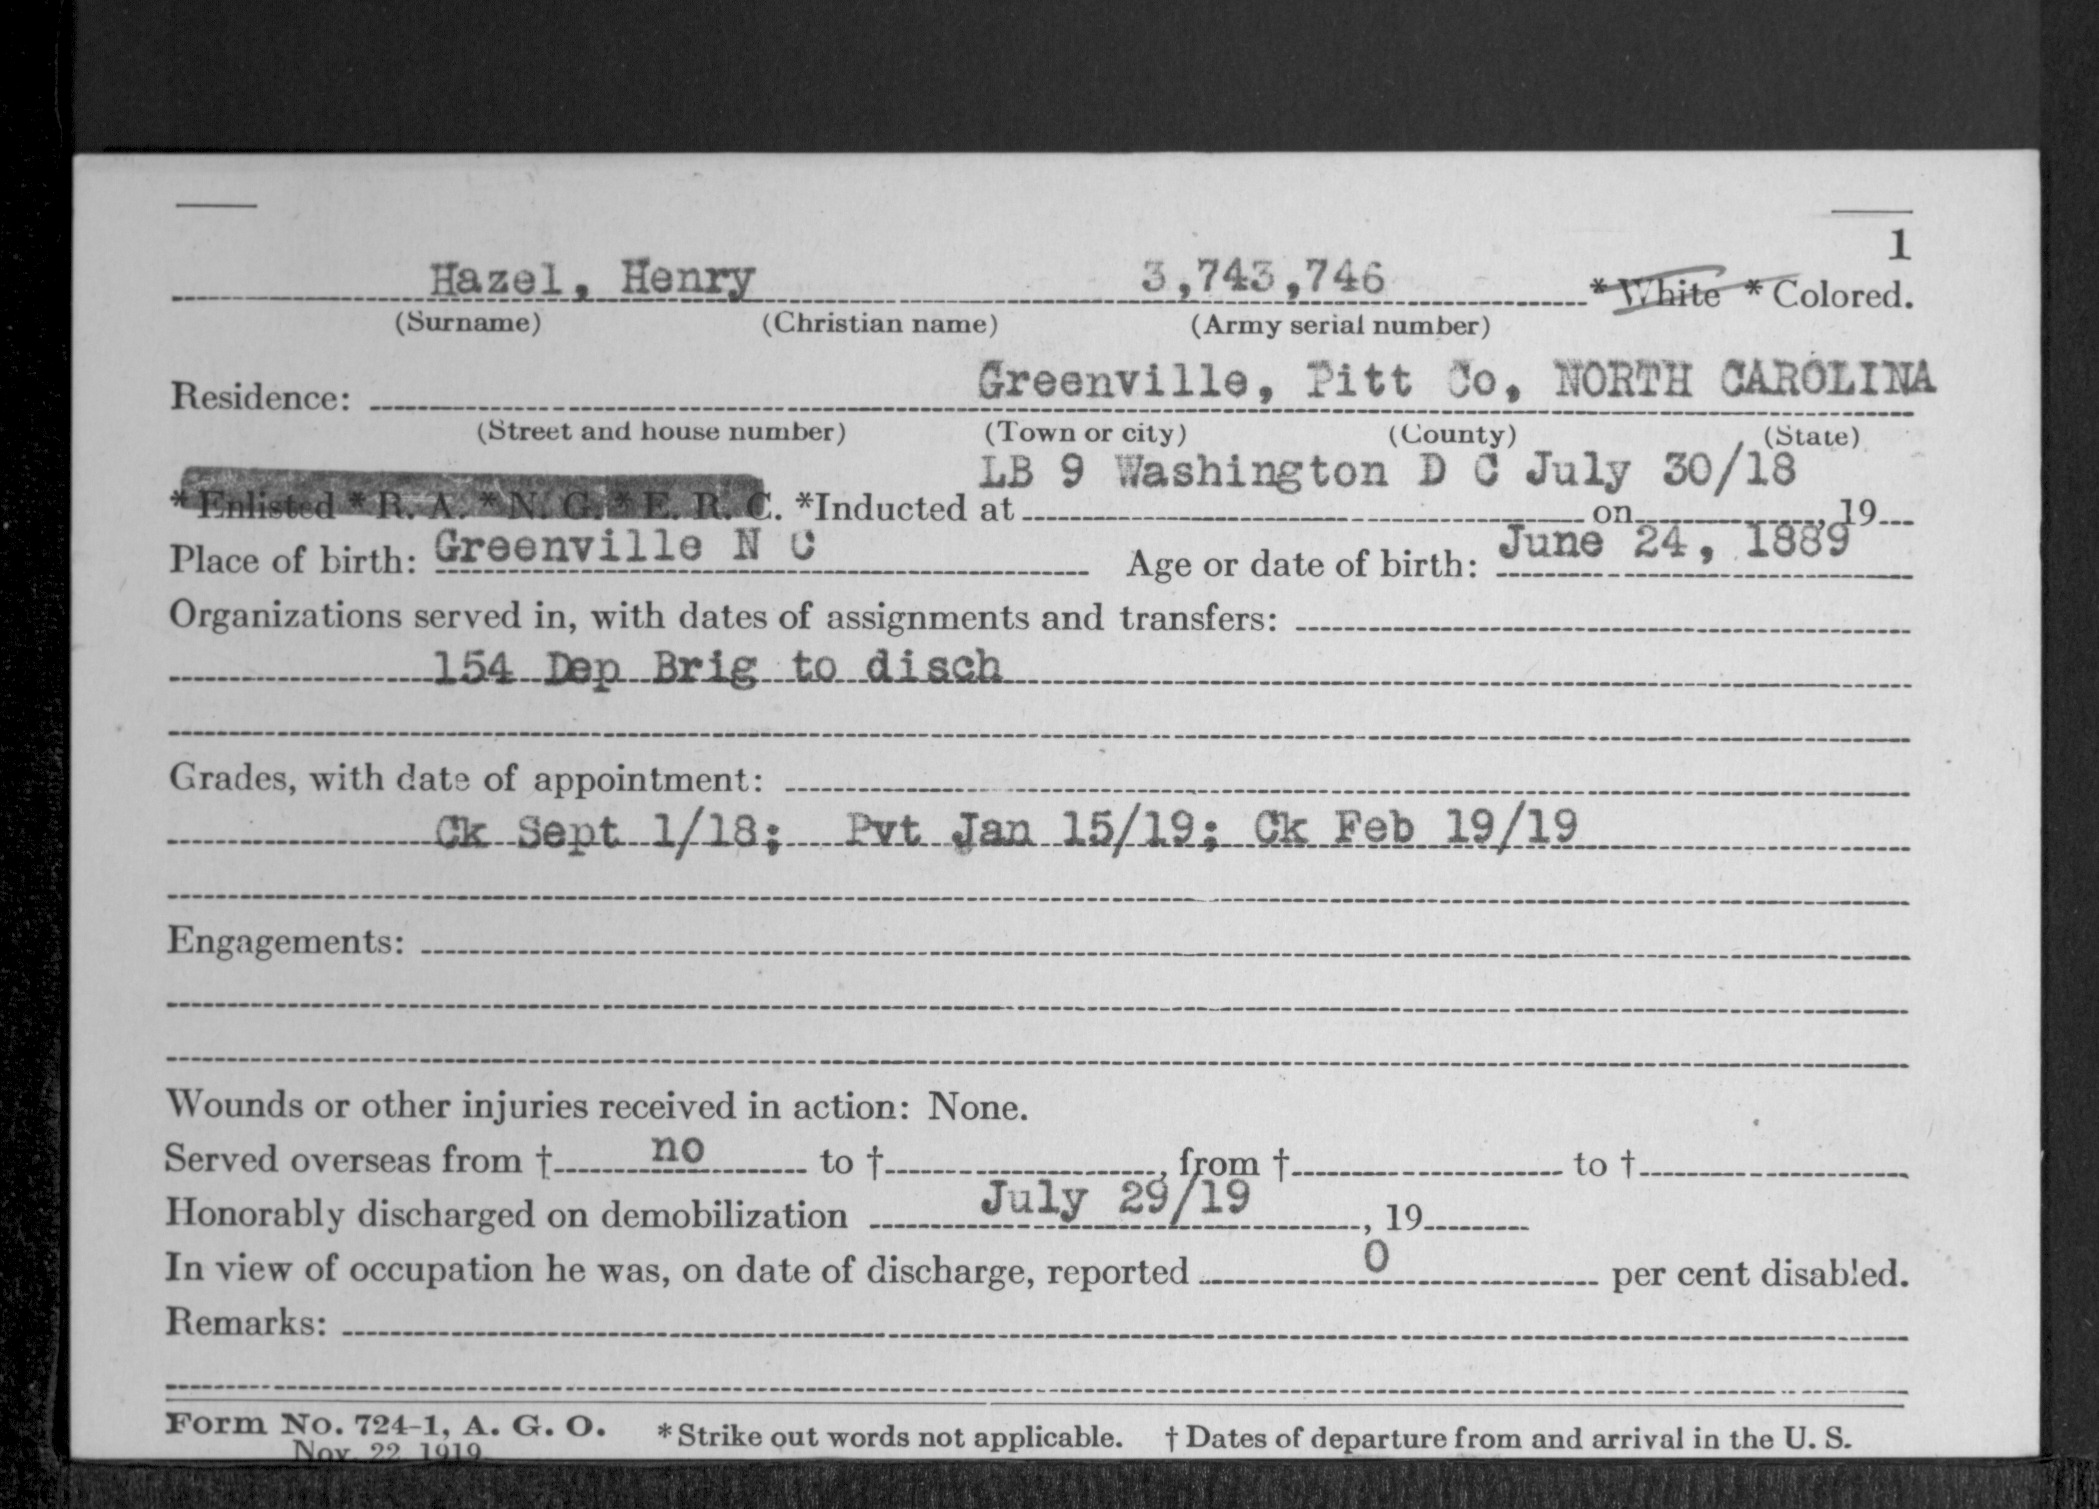 1
Hazel, Henry 3,743,746 *White *Colored.
(Surname) (Christian name) (Army serial number)
Residence: Greenville, Pitt Co, NORTH CAROLINA
(Street and house number) (Town or city) (County) (State)
LB 9 Washington D C July 30/18
*Enlisted *R. A. *N. G. *E. R. C. *Inducted at on , 19
Place of birth: Greenville N C Age or date of birth: June 24, 1889
Organizations served in, with dates of assignments and transfers:
154 Dep Brig to disch
Grades, with date of appointment:
Ck Sept 1/18; Pvt Jan 15/19; Ck Feb 19/19
Engagements:
Wounds or other injuries received in action: None.
Served overseas from † no to † , from † to †
Honorably discharged on demobilization July 29/19 , 19
In view of occupation he was, on date of discharge, reported 0 per cent disabled.
Remarks:
Form No. 724-1, A. G. O. *Strike out words not applicable. † Dates of departure from and arrival in the U. S.
Nov. 22 1919